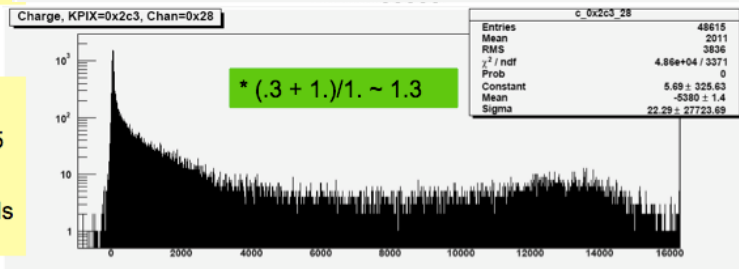 Charge, KPIX=0x2c3, Chan=0x28
c_0x2c3_28
Entries 48615
Mean 2011
RMS 3836
χ² / ndf 4.86e+04 / 3371
Prob 0
Constant 5.69 ± 325.63
Mean -5380 ± 1.4
Sigma 22.29 ± 27723.69
* (.3 + 1.)/1. ~ 1.3
10³
10²
10
1
0 2000 4000 6000 8000 10000 12000 14000 16000
5
ls